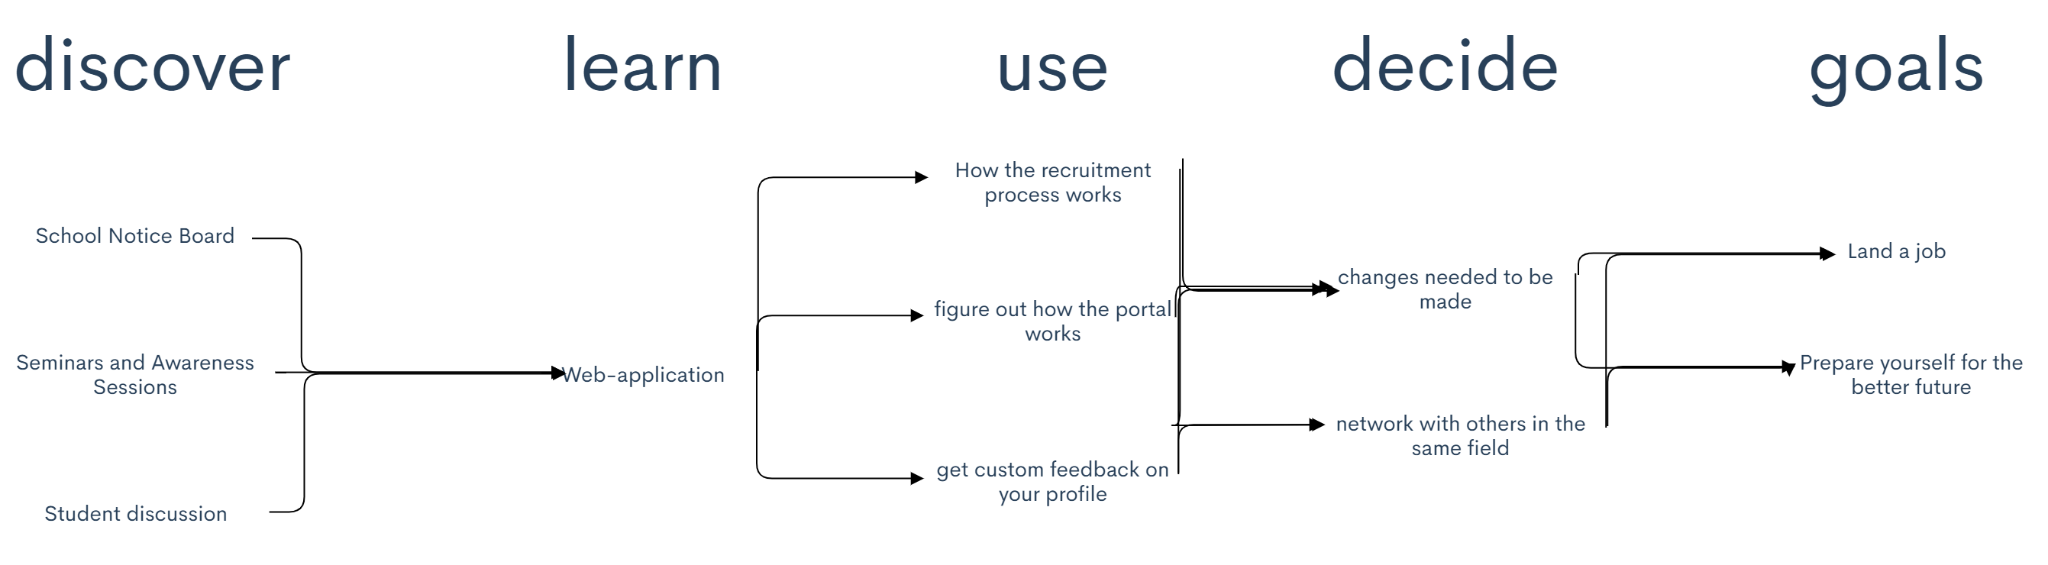 discover
learn
use
decide
goals
School Notice Board
Seminars and Awareness
Sessions
Student discussion
Web-application
How the recruitment
process works
figure out how the portal
works
get custom feedback on
your profile
changes needed to be
made
network with others in the
same field
Land a job
Prepare yourself for the
better future